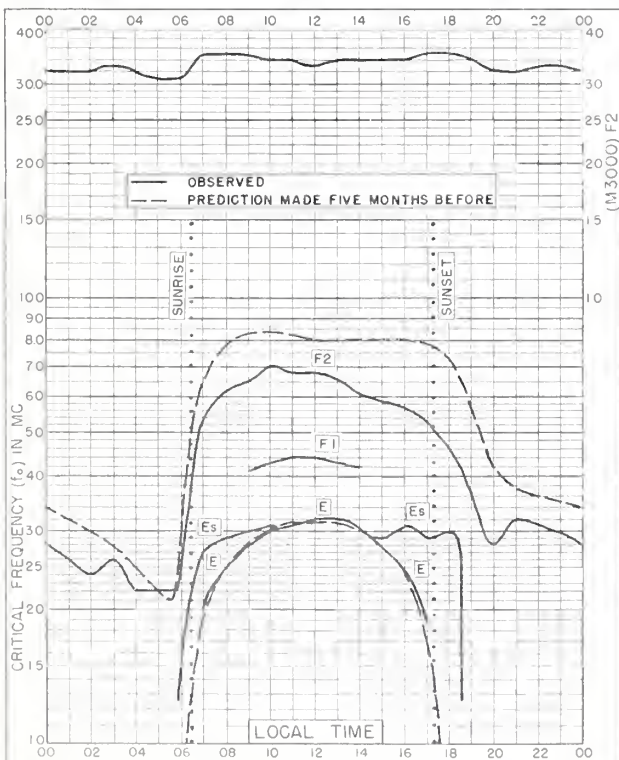 00 02 04 06 08 10 12 14 16 18 20 22 00
400 40
300 30
250 25
200 20
(M3000) F2
OBSERVED
PREDICTION MADE FIVE MONTHS BEFORE
150 15
SUNRISE
SUNSET
100 10
80
70
60
50
40
30
25
20
15
10
CRITICAL FREQUENCY (fo) IN MC
F2
F1
Es
E
E
Es
E
LOCAL TIME
00 02 04 06 08 10 12 14 16 18 20 22 00